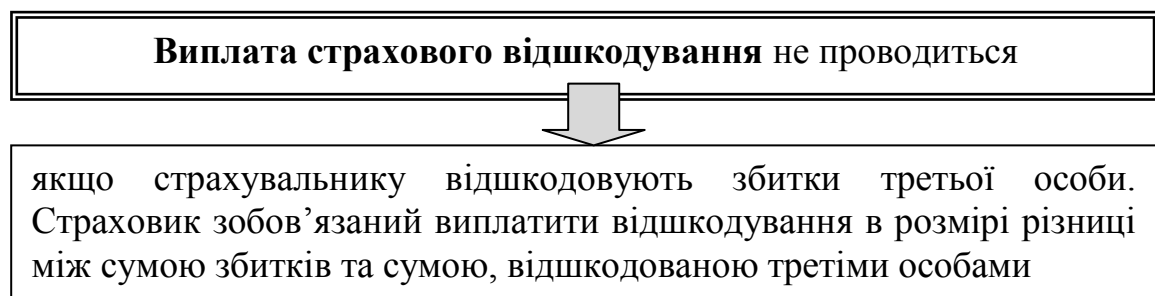 Виплата страхового відшкодування не проводиться
якщо страхувальнику відшкодовують збитки третьої особи.
Страховик зобов’язаний виплатити відшкодування в розмірі різниці
між сумою збитків та сумою, відшкодованою третіми особами